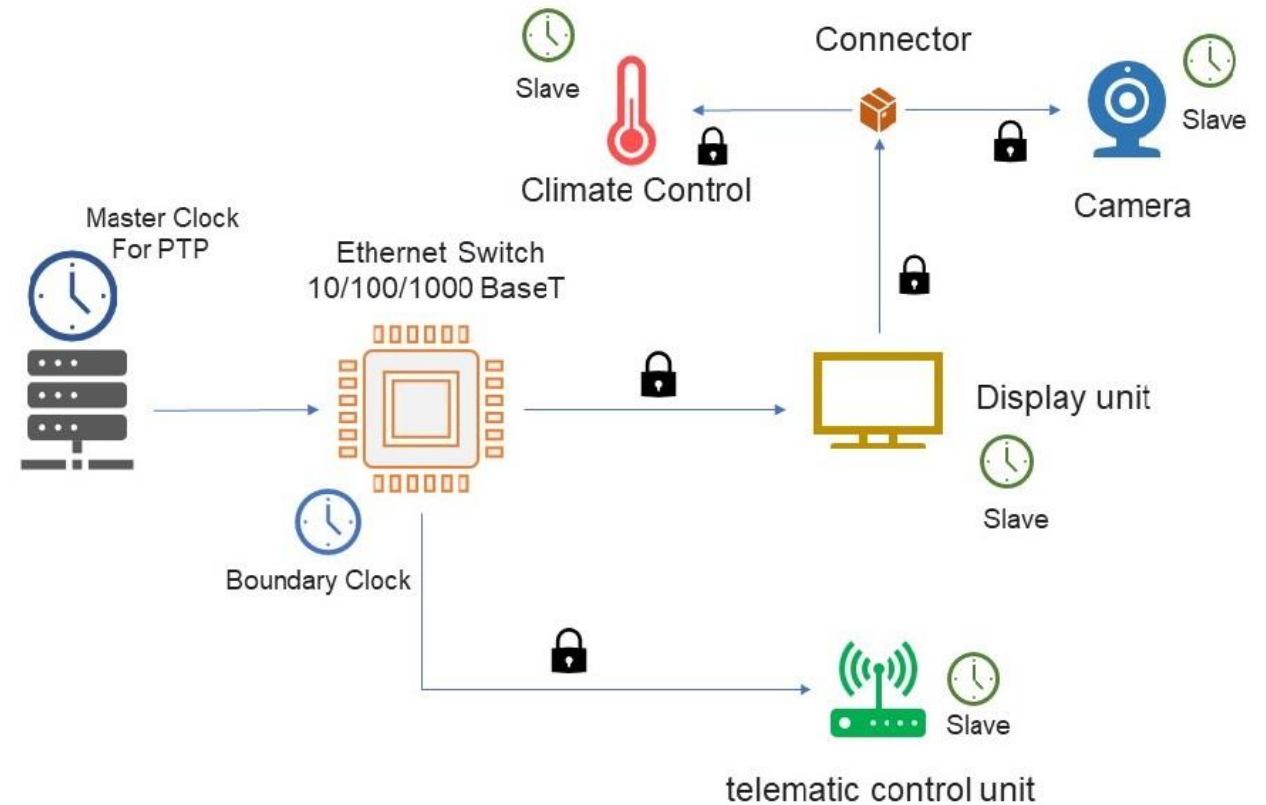 Connector
Slave
Slave
Climate Control
Camera
Master Clock
For PTP
Ethernet Switch
10/100/1000 BaseT
Display unit
Slave
Boundary Clock
Slave
telematic control unit